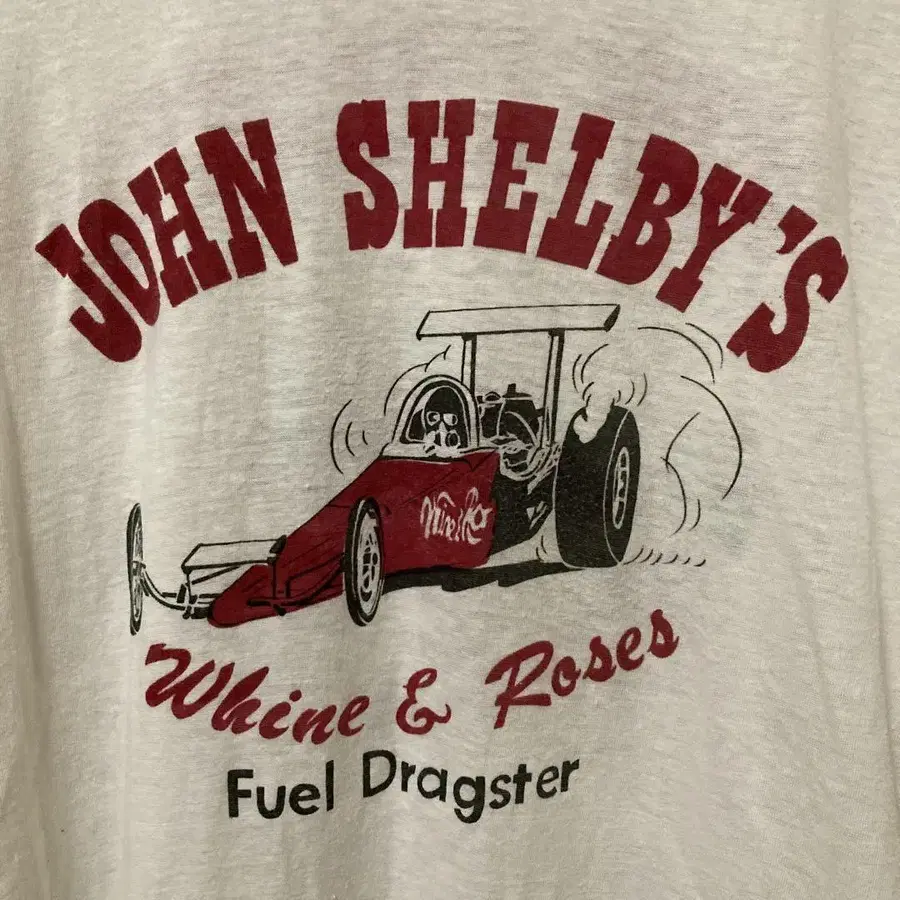 JOHN SHELBY'S
Whine & Roses
Fuel Dragster